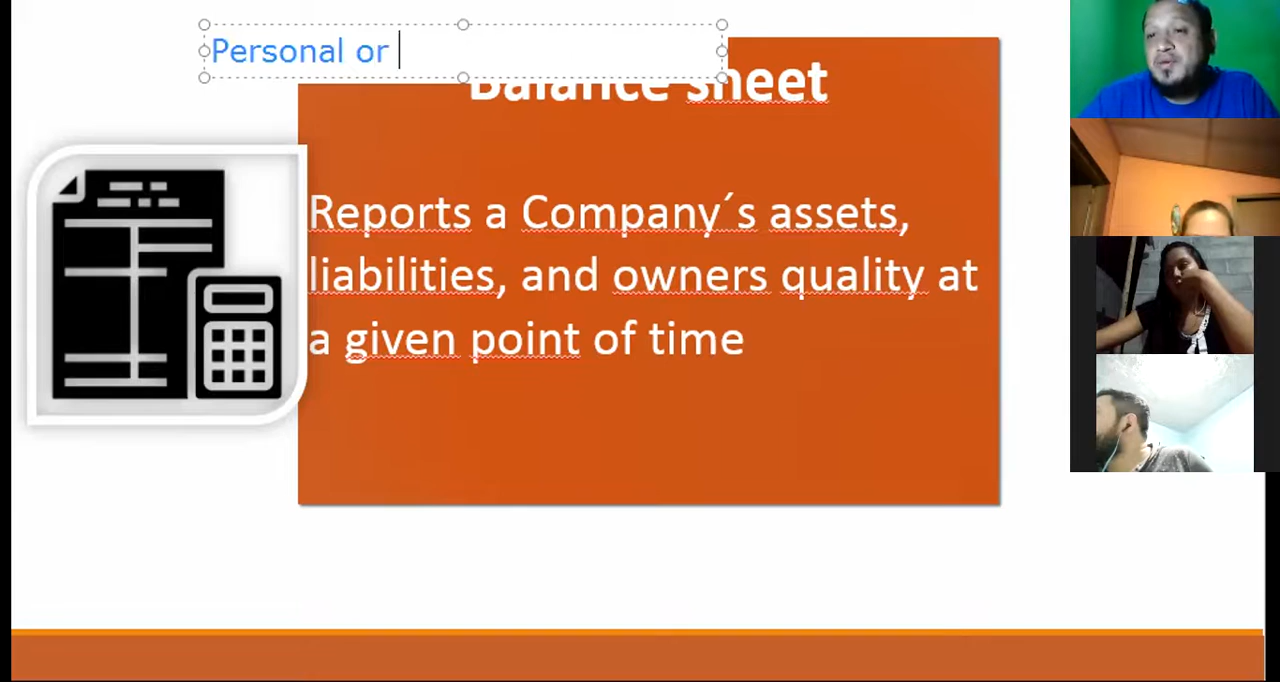 Personal or
Balance sheet
Reports a Company´s assets,
liabilities, and owners quality at
a given point of time